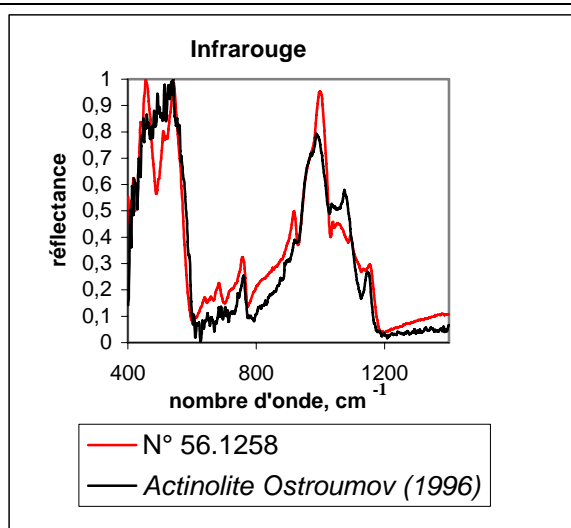 Infrarouge
1
0,9
0,8
0,7
0,6
0,5
0,4
0,3
0,2
0,1
0
réflectance
400 800 1200
nombre d'onde, cm -1
N° 56.1258
Actinolite Ostroumov (1996)